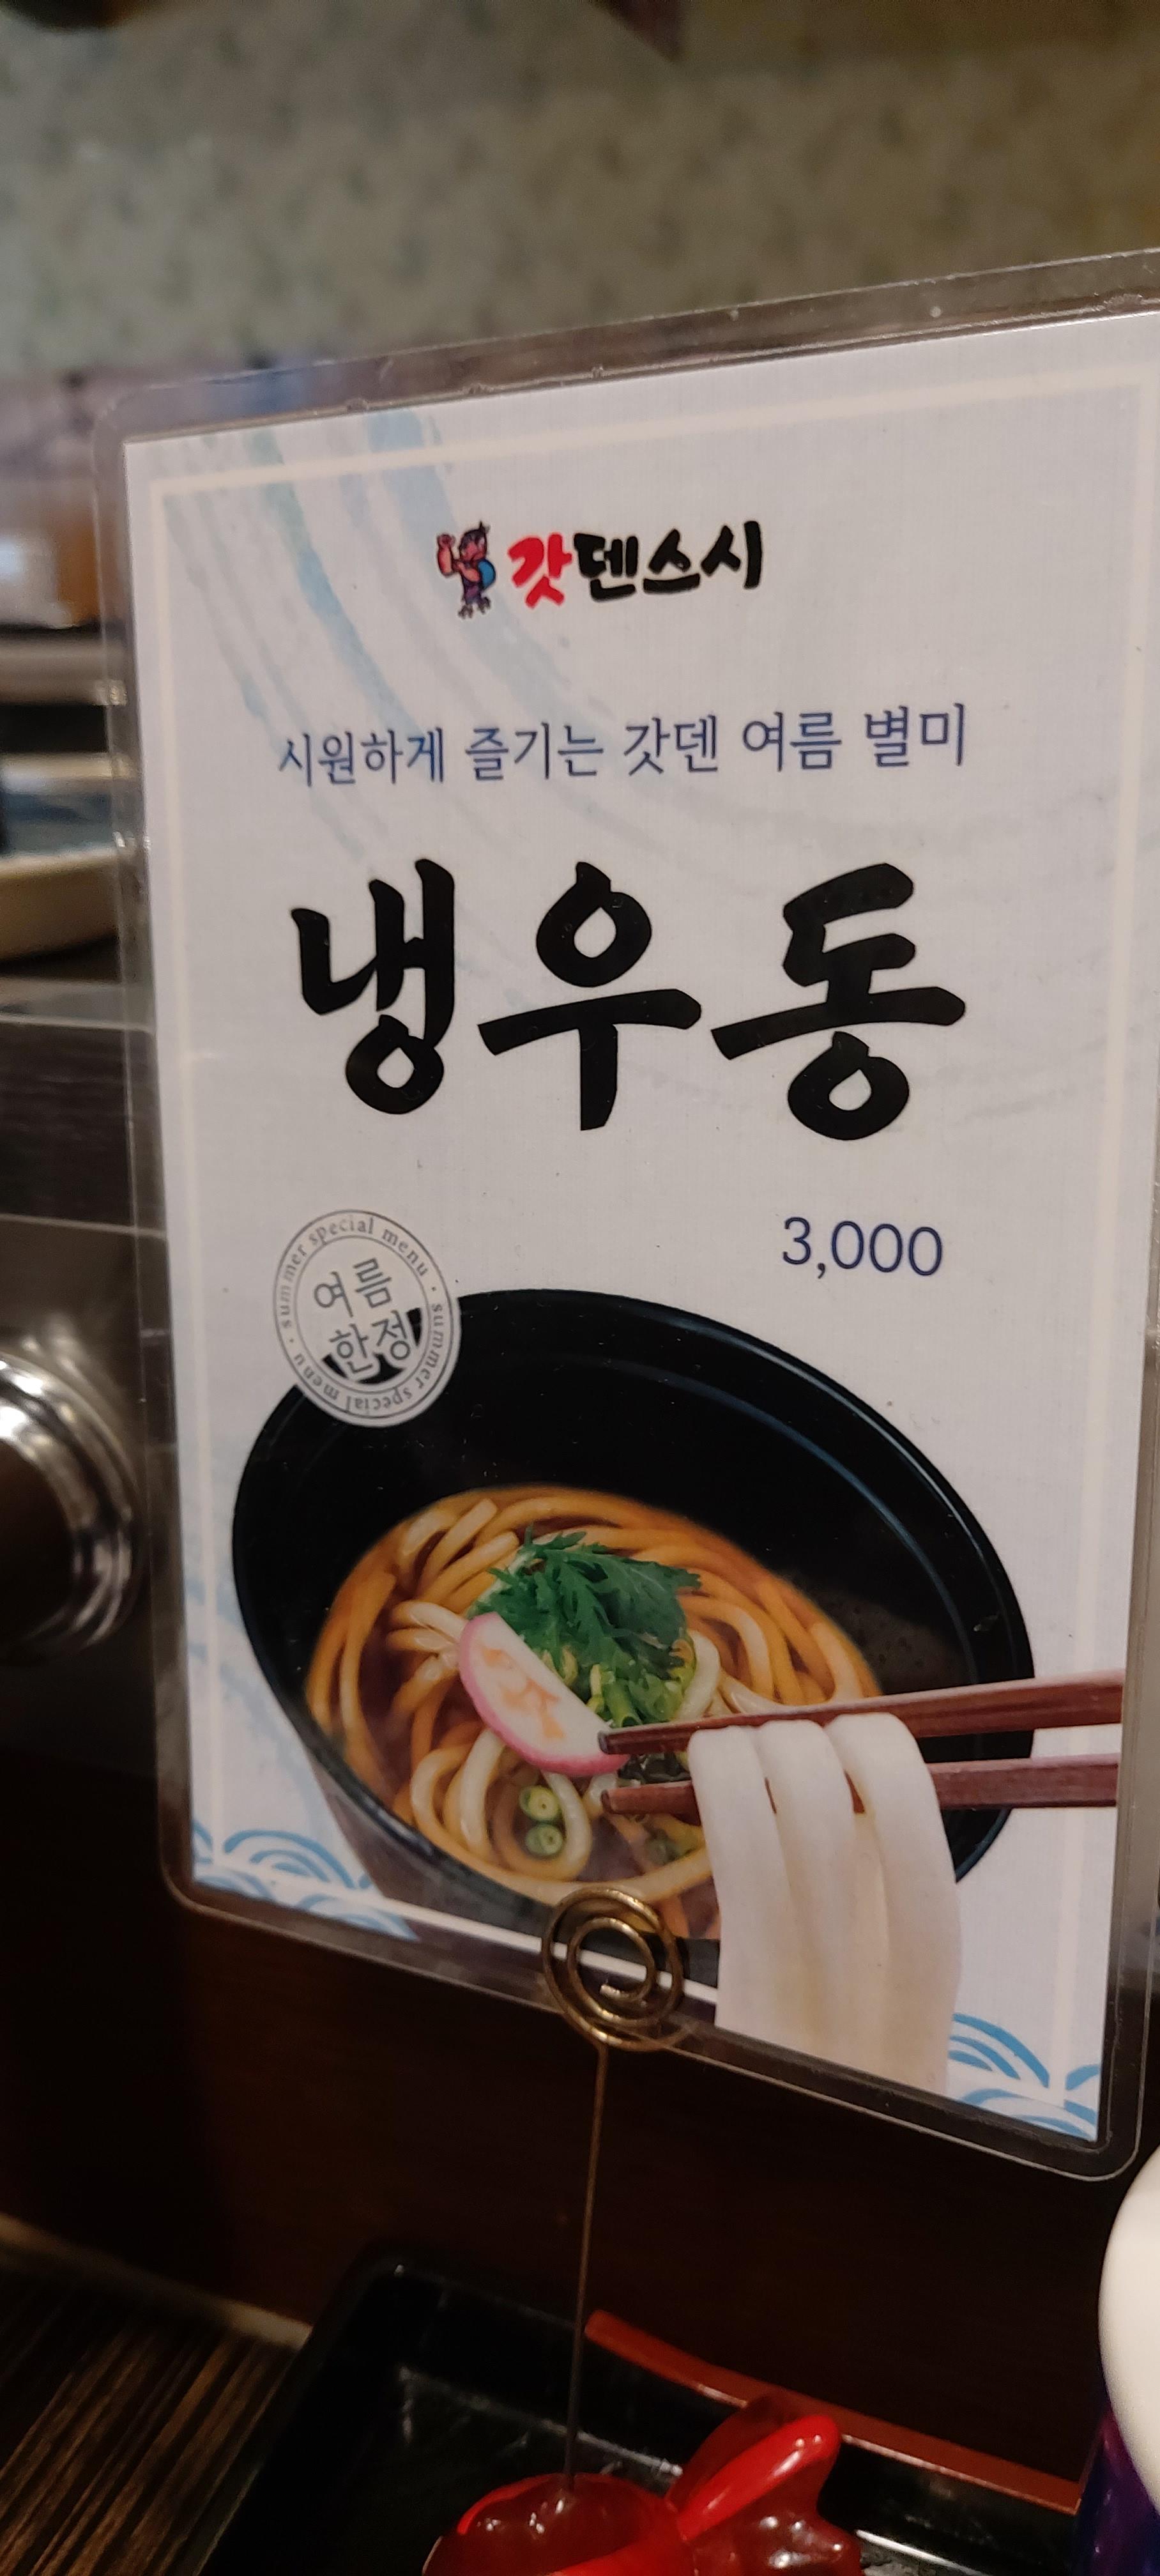 갓덴스시
시원하게 즐기는 갓덴 여름 별미
냉우동
3,000
summer special menu · summer special menu ·
여름
한정